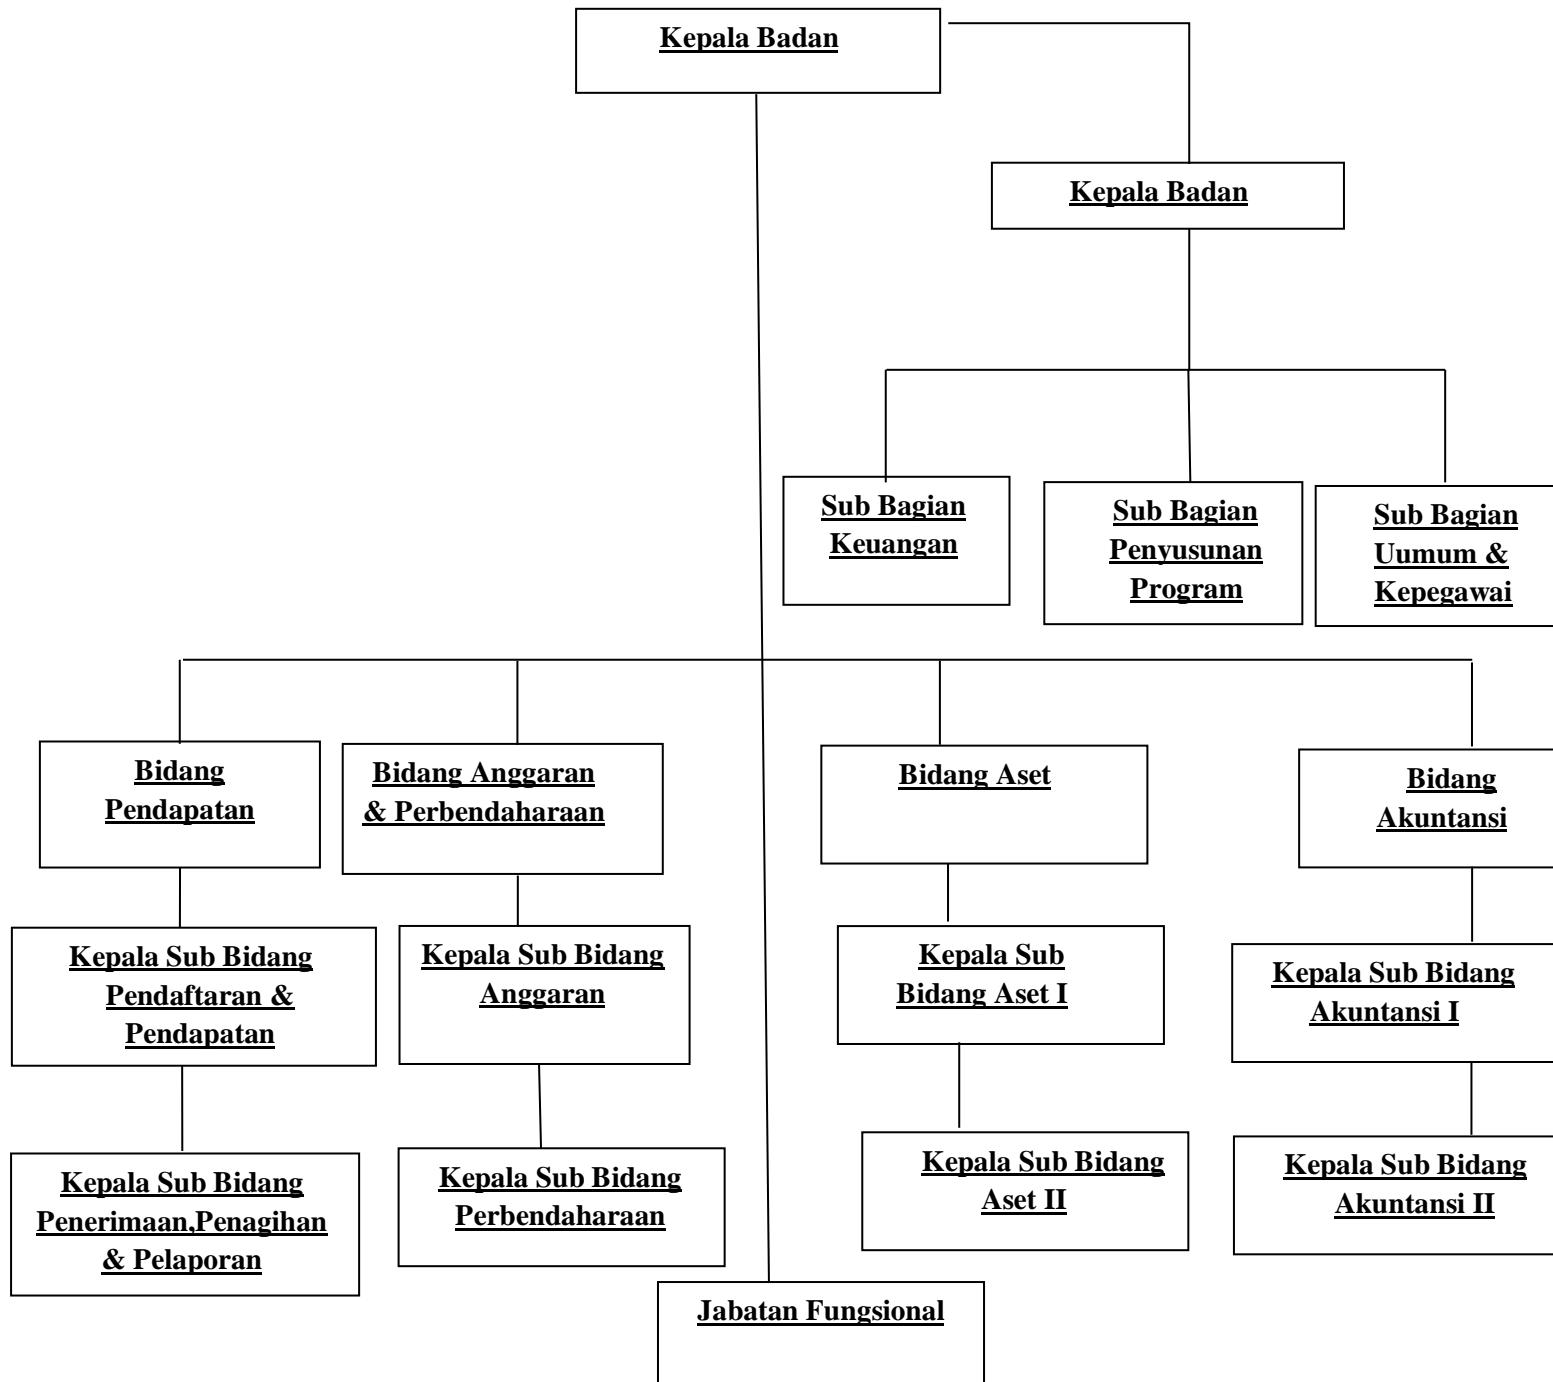 Kepala Badan
Kepala Badan
Sub Bagian
Keuangan
Sub Bagian
Penyusunan
Program
Sub Bagian
Uumum &
Kepegawai
Bidang
Pendapatan
Bidang Anggaran
& Perbendaharaan
Bidang Aset
Bidang
Akuntansi
Kepala Sub Bidang
Pendaftaran &
Pendapatan
Kepala Sub Bidang
Anggaran
Kepala Sub
Bidang Aset I
Kepala Sub Bidang
Akuntansi I
Kepala Sub Bidang
Penerimaan,Penagihan
& Pelaporan
Kepala Sub Bidang
Perbendaharaan
Kepala Sub Bidang
Aset II
Kepala Sub Bidang
Akuntansi II
Jabatan Fungsional